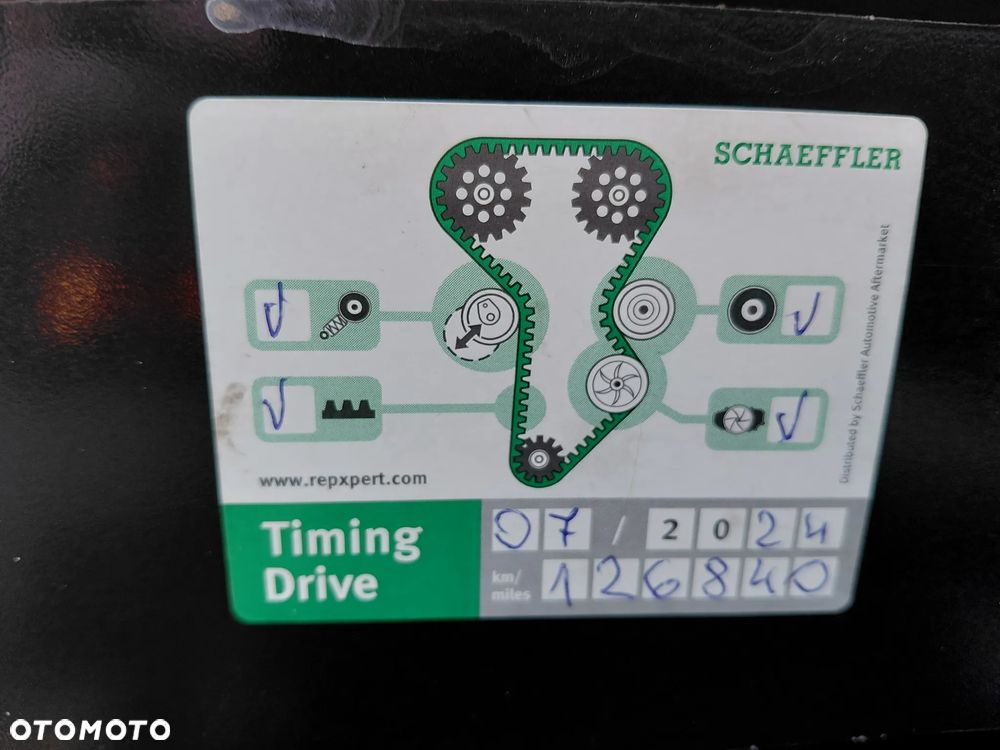 SCHAEFFLER
Distributed by Schaeffler Automotive Aftermarket
www.repxpert.com
Timing
Drive
07 / 2024
km/
miles
126840
OTOMOTO